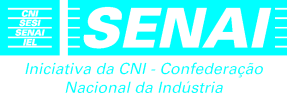 CNI
SESI
SENAI
IEL
SENAI
Iniciativa da CNI - Confederação
Nacional da Indústria